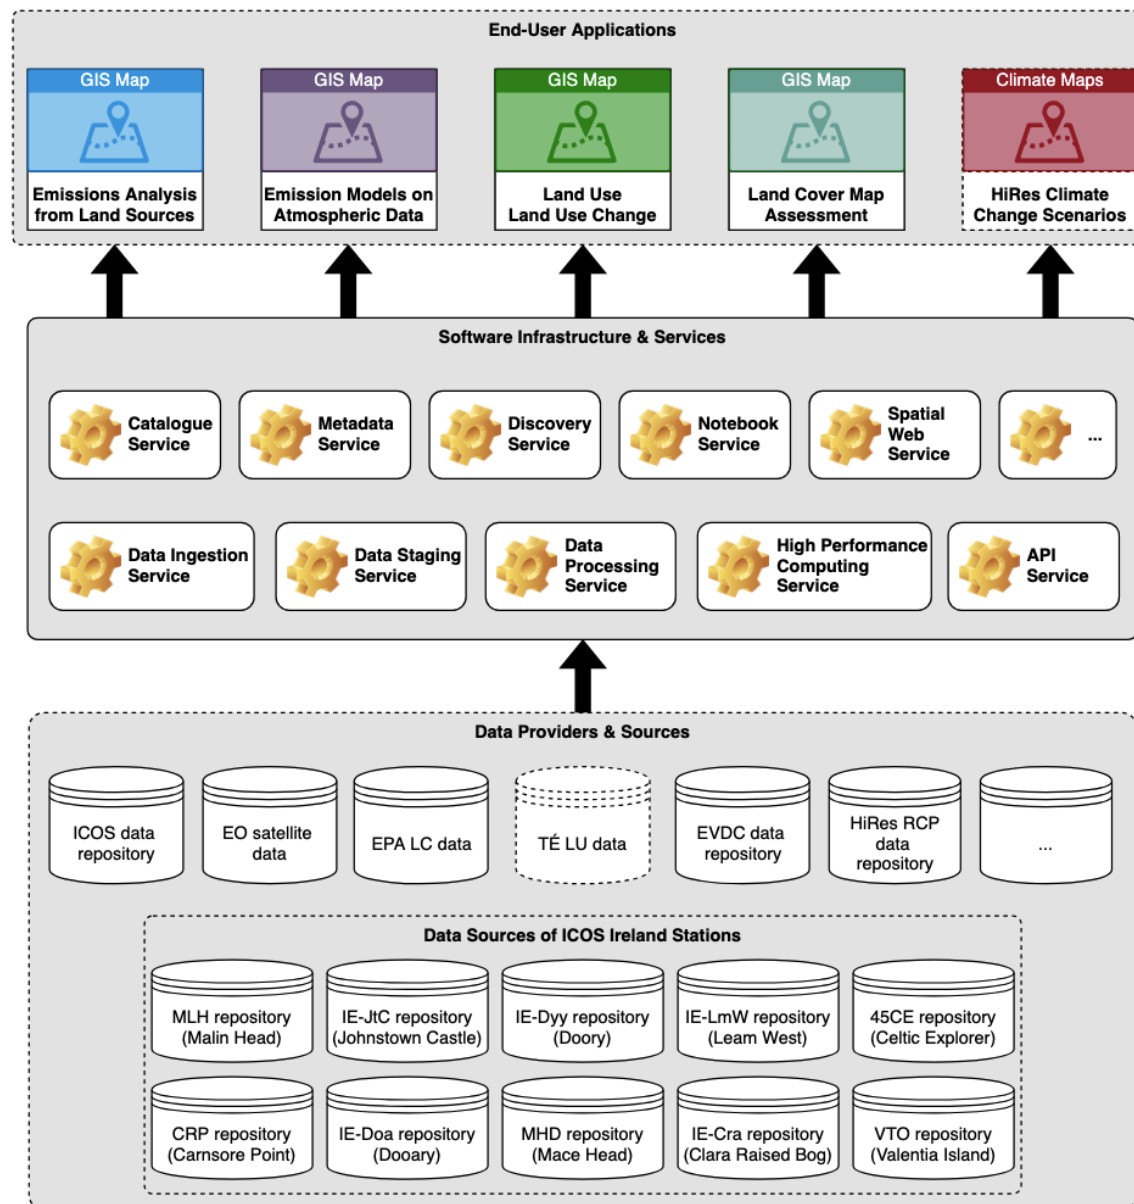 End-User Applications
GIS Map
GIS Map
GIS Map
GIS Map
Climate Maps
Emissions Analysis
from Land Sources
Emission Models on
Atmospheric Data
Land Use
Land Use Change
Land Cover Map
Assessment
HiRes Climate
Change Scenarios
Software Infrastructure & Services
Catalogue
Service
Metadata
Service
Discovery
Service
Notebook
Service
Spatial
Web
Service
...
Data Ingestion
Service
Data Staging
Service
Data
Processing
Service
High Performance
Computing
Service
API
Service
Data Providers & Sources
ICOS data
repository
EO satellite
data
EPA LC data
TÉ LU data
EVDC data
repository
HiRes RCP
data
repository
...
Data Sources of ICOS Ireland Stations
MLH repository
(Malin Head)
IE-JtC repository
(Johnstown Castle)
IE-Dyy repository
(Doory)
IE-LmW repository
(Leam West)
45CE repository
(Celtic Explorer)
CRP repository
(Carnsore Point)
IE-Doa repository
(Dooary)
MHD repository
(Mace Head)
IE-Cra repository
(Clara Raised Bog)
VTO repository
(Valentia Island)